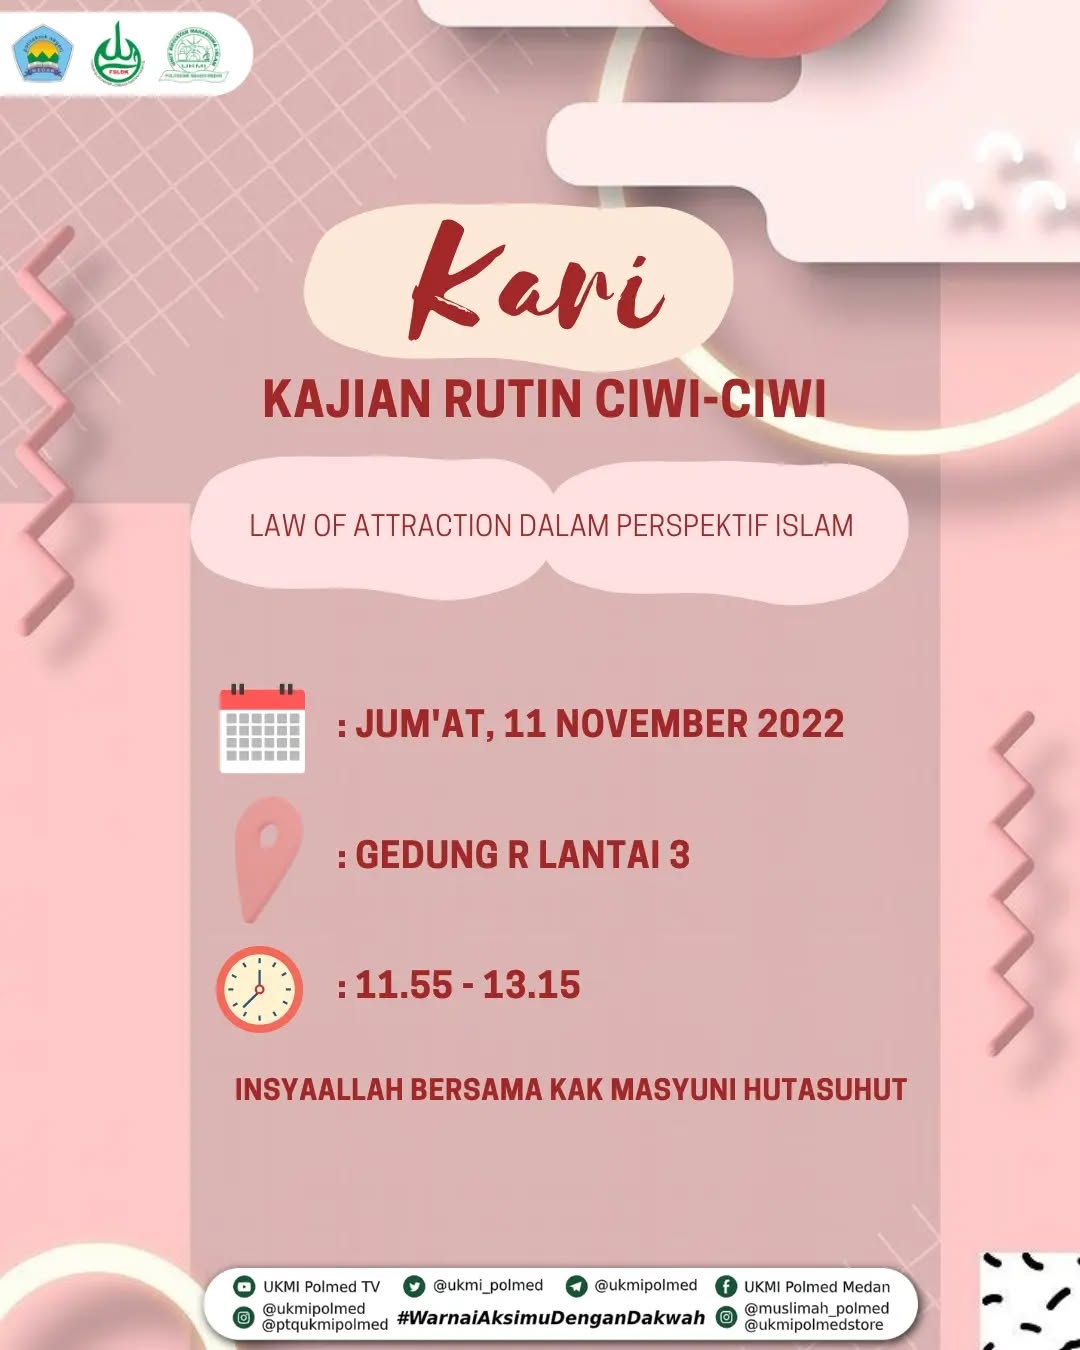 FSLDK
UKMI
Kari
KAJIAN RUTIN CIWI-CIWI
LAW OF ATTRACTION DALAM PERSPEKTIF ISLAM
: JUM'AT, 11 NOVEMBER 2022
: GEDUNG R LANTAI 3
: 11.55 - 13.15
INSYAALLAH BERSAMA KAK MASYUNI HUTASUHUT
UKMI Polmed TV @ukmi_polmed @ukmipolmed UKMI Polmed Medan
@ukmipolmed
@ptqukmipolmed
#WarnaiAksimuDenganDakwah
@muslimah_polmed
@ukmipolmedstore